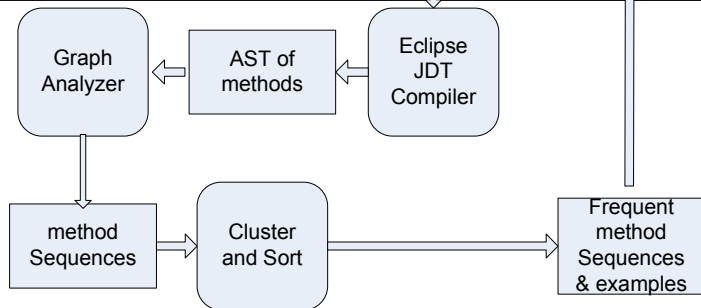 Graph
Analyzer
AST of
methods
Eclipse
JDT
Compiler
method
Sequences
Cluster
and Sort
Frequent
method
Sequences
& examples